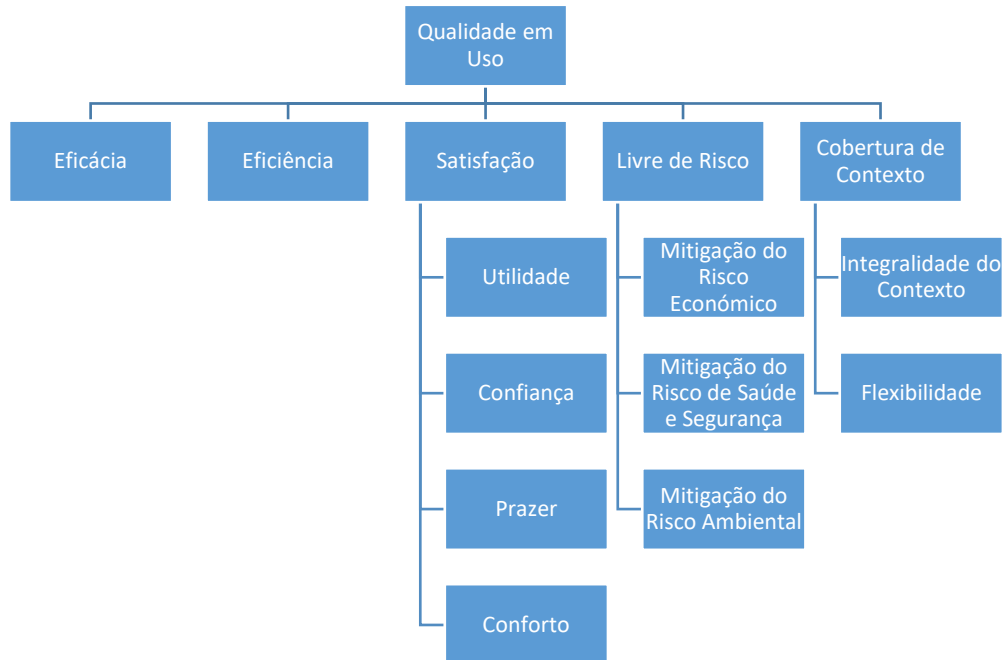 Qualidade em
Uso
Eficácia
Eficiência
Satisfação
Livre de Risco
Cobertura de
Contexto
Utilidade
Confiança
Prazer
Conforto
Mitigação do
Risco
Económico
Mitigação do
Risco de Saúde
e Segurança
Mitigação do
Risco Ambiental
Integralidade do
Contexto
Flexibilidade